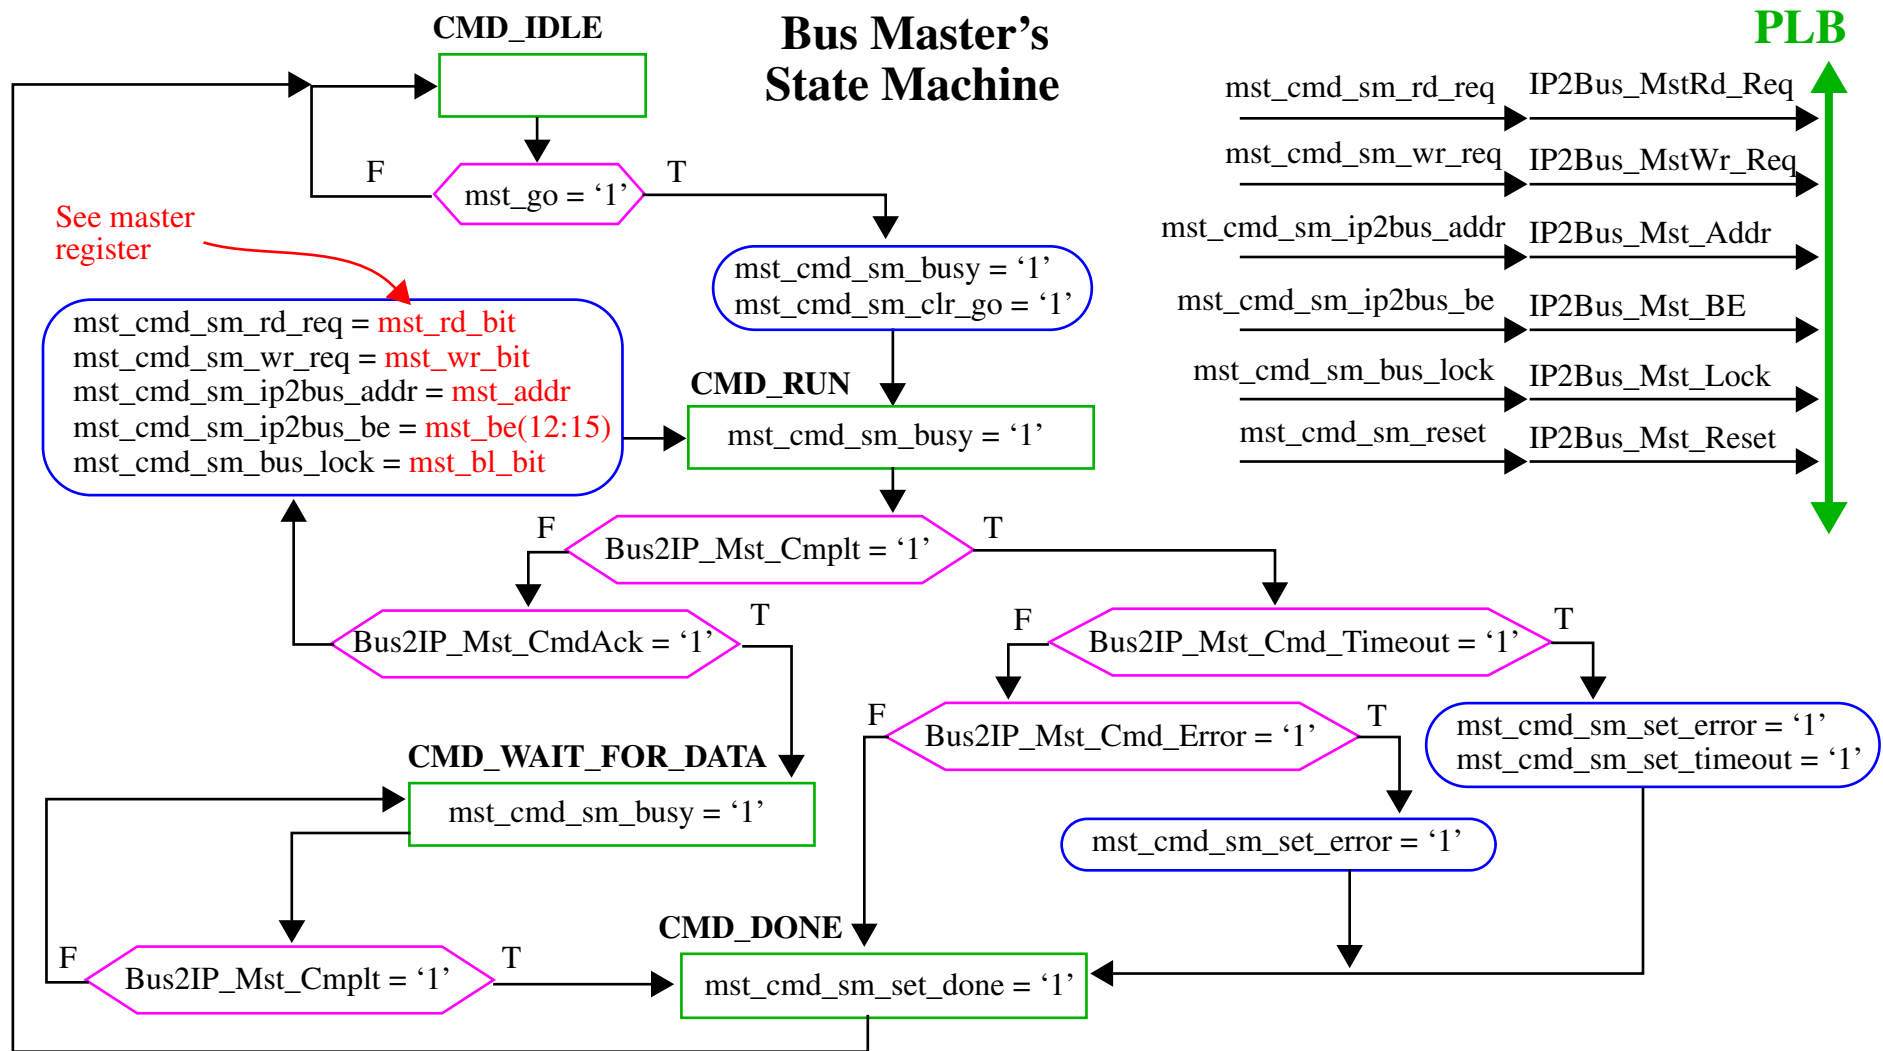 Bus Master’s
State Machine
PLB
CMD_IDLE
F
mst_go = ‘1’
T
See master
register
mst_cmd_sm_busy = ‘1’
mst_cmd_sm_clr_go = ‘1’
mst_cmd_sm_rd_req = mst_rd_bit
mst_cmd_sm_wr_req = mst_wr_bit
mst_cmd_sm_ip2bus_addr = mst_addr
mst_cmd_sm_ip2bus_be = mst_be(12:15)
mst_cmd_sm_bus_lock = mst_bl_bit
CMD_RUN
mst_cmd_sm_busy = ‘1’
mst_cmd_sm_rd_req IP2Bus_MstRd_Req
mst_cmd_sm_wr_req IP2Bus_MstWr_Req
mst_cmd_sm_ip2bus_addr IP2Bus_Mst_Addr
mst_cmd_sm_ip2bus_be IP2Bus_Mst_BE
mst_cmd_sm_bus_lock IP2Bus_Mst_Lock
mst_cmd_sm_reset IP2Bus_Mst_Reset
F
Bus2IP_Mst_Cmplt = ‘1’
T
Bus2IP_Mst_CmdAck = ‘1’
T
F
Bus2IP_Mst_Cmd_Timeout = ‘1’
T
F
Bus2IP_Mst_Cmd_Error = ‘1’
T
mst_cmd_sm_set_error = ‘1’
mst_cmd_sm_set_timeout = ‘1’
CMD_WAIT_FOR_DATA
mst_cmd_sm_busy = ‘1’
mst_cmd_sm_set_error = ‘1’
F
Bus2IP_Mst_Cmplt = ‘1’
T
CMD_DONE
mst_cmd_sm_set_done = ‘1’